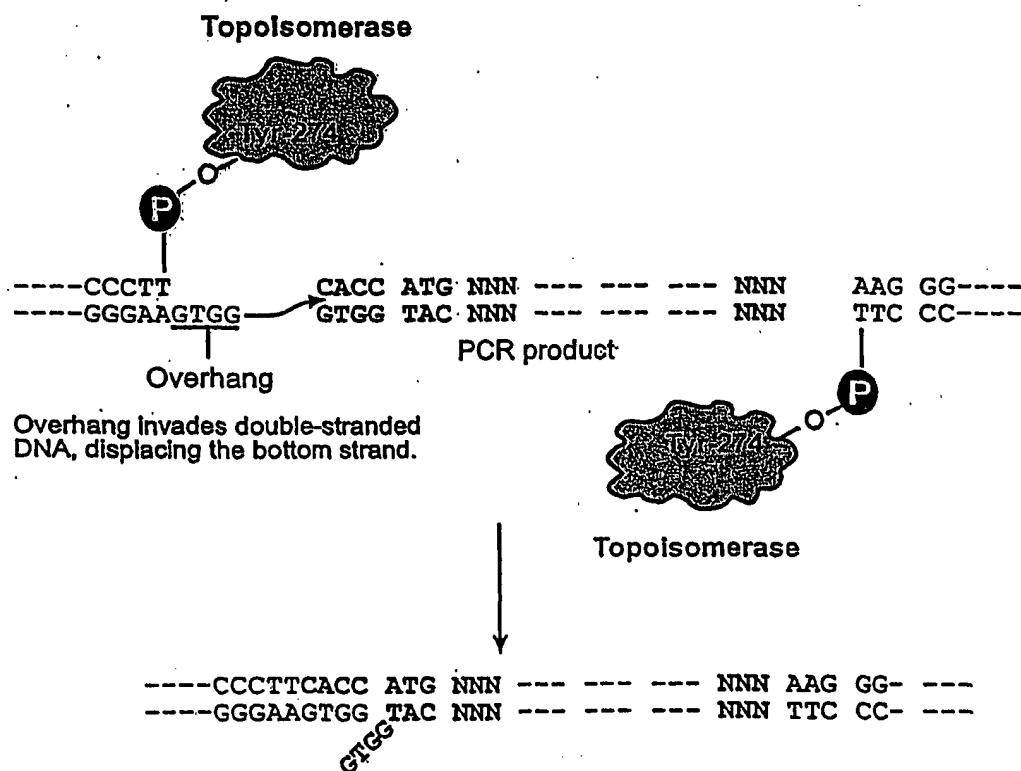 Topoisomerase
Tyr-274
O
P
----CCCTT CACC ATG NNN --- --- --- --- NNN AAG GG----
----GGGAAGTGG GTGG TAC NNN --- --- --- --- NNN TTC CC----
PCR product
Overhang
P
O
Overhang invades double-stranded
DNA, displacing the bottom strand.
Tyr-274
Topoisomerase
----CCCTTCACC ATG NNN --- --- --- --- NNN AAG GG- ---
----GGGAAGTGG TAC NNN --- --- --- --- NNN TTC CC- ---
GTGG